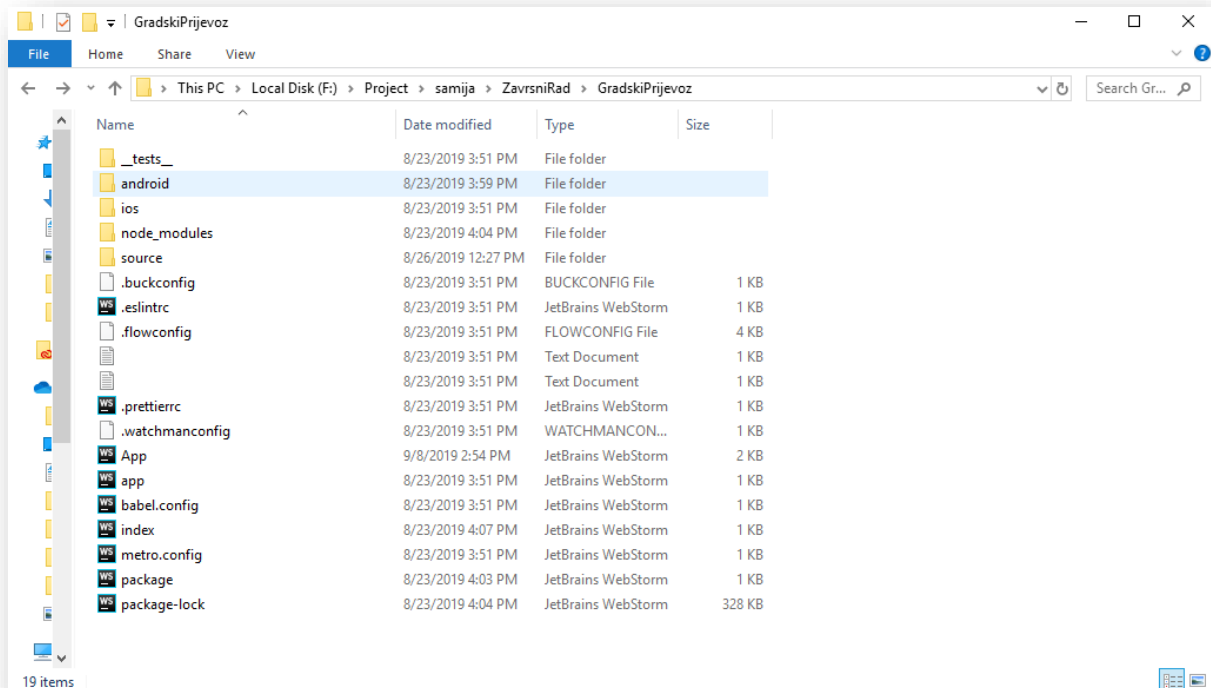 GradskiPrijevoz
File Home Share View
This PC > Local Disk (F:) > Project > samija > ZavrsniRad > GradskiPrijevoz Search Gr...
Name Date modified Type Size
__tests__ 8/23/2019 3:51 PM File folder
android 8/23/2019 3:59 PM File folder
ios 8/23/2019 3:51 PM File folder
node_modules 8/23/2019 4:04 PM File folder
source 8/26/2019 12:27 PM File folder
.buckconfig 8/23/2019 3:51 PM BUCKCONFIG File 1 KB
.eslintrc 8/23/2019 3:51 PM JetBrains WebStorm 1 KB
.flowconfig 8/23/2019 3:51 PM FLOWCONFIG File 4 KB
8/23/2019 3:51 PM Text Document 1 KB
8/23/2019 3:51 PM Text Document 1 KB
.prettierrc 8/23/2019 3:51 PM JetBrains WebStorm 1 KB
.watchmanconfig 8/23/2019 3:51 PM WATCHMANCON... 1 KB
App 9/8/2019 2:54 PM JetBrains WebStorm 2 KB
app 8/23/2019 3:51 PM JetBrains WebStorm 1 KB
babel.config 8/23/2019 3:51 PM JetBrains WebStorm 1 KB
index 8/23/2019 4:07 PM JetBrains WebStorm 1 KB
metro.config 8/23/2019 3:51 PM JetBrains WebStorm 1 KB
package 8/23/2019 4:03 PM JetBrains WebStorm 1 KB
package-lock 8/23/2019 4:04 PM JetBrains WebStorm 328 KB
19 items